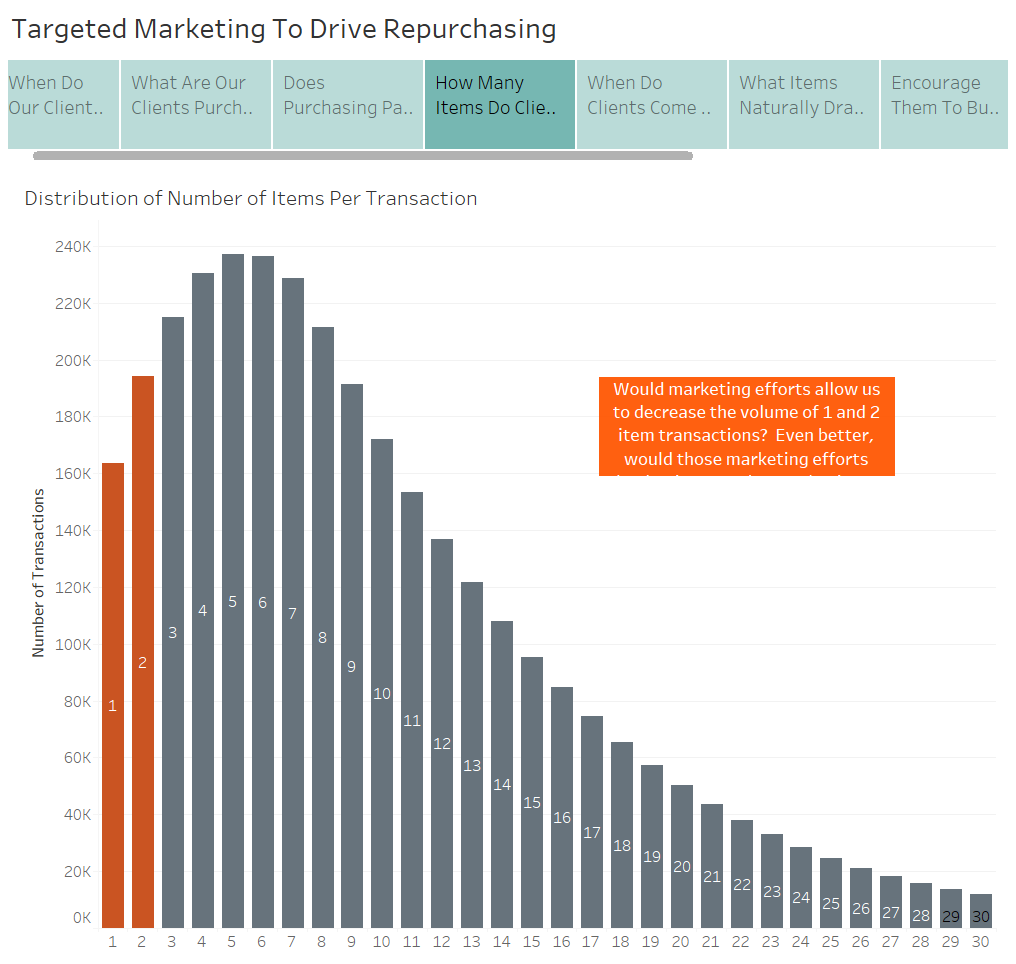 Targeted Marketing To Drive Repurchasing
When Do
Our Client..
What Are Our
Clients Purch..
Does
Purchasing Pa..
How Many
Items Do Clie..
When Do
Clients Come ..
What Items
Naturally Dra..
Encourage
Them To Bu..
Distribution of Number of Items Per Transaction
Would marketing efforts allow us
to decrease the volume of 1 and 2
item transactions?  Even better,
would those marketing efforts
Number of Transactions
240K
220K
200K
180K
160K
140K
120K
100K
80K
60K
40K
20K
0K
1
2
3
4
5
6
7
8
9
10
11
12
13
14
15
16
17
18
19
20
21
22
23
24
25
26
27
28
29
30
1 2 3 4 5 6 7 8 9 10 11 12 13 14 15 16 17 18 19 20 21 22 23 24 25 26 27 28 29 30